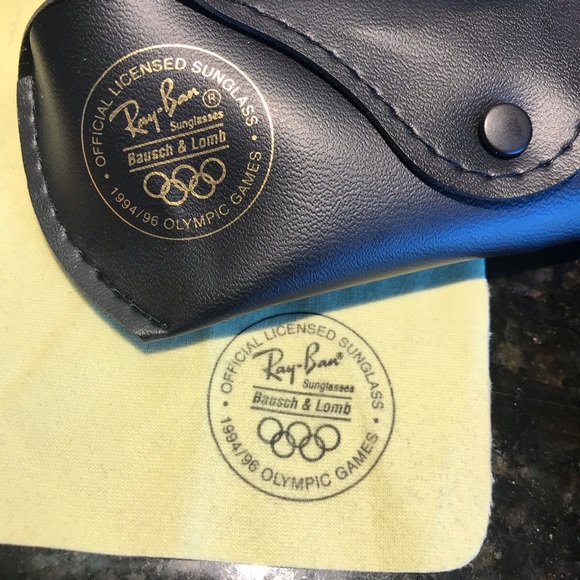 OFFICIAL LICENSED SUNGLASS
Ray-Ban®
Sunglasses
Bausch & Lomb
• 1994/96 OLYMPIC GAMES •
OFFICIAL LICENSED SUNGLASS
Ray-Ban®
Sunglasses
Bausch & Lomb
• 1994/96 OLYMPIC GAMES •